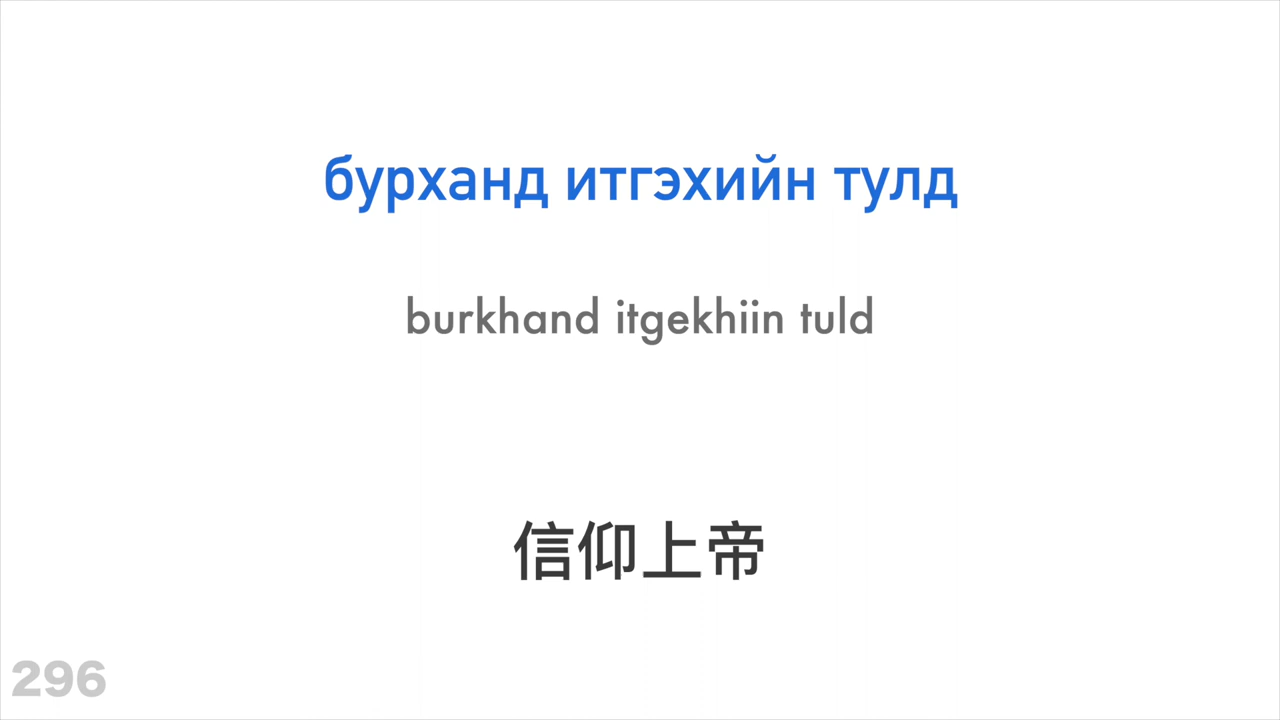 бурханд итгэхийн тулд
burkhand itgekhiin tuld
信仰上帝
296